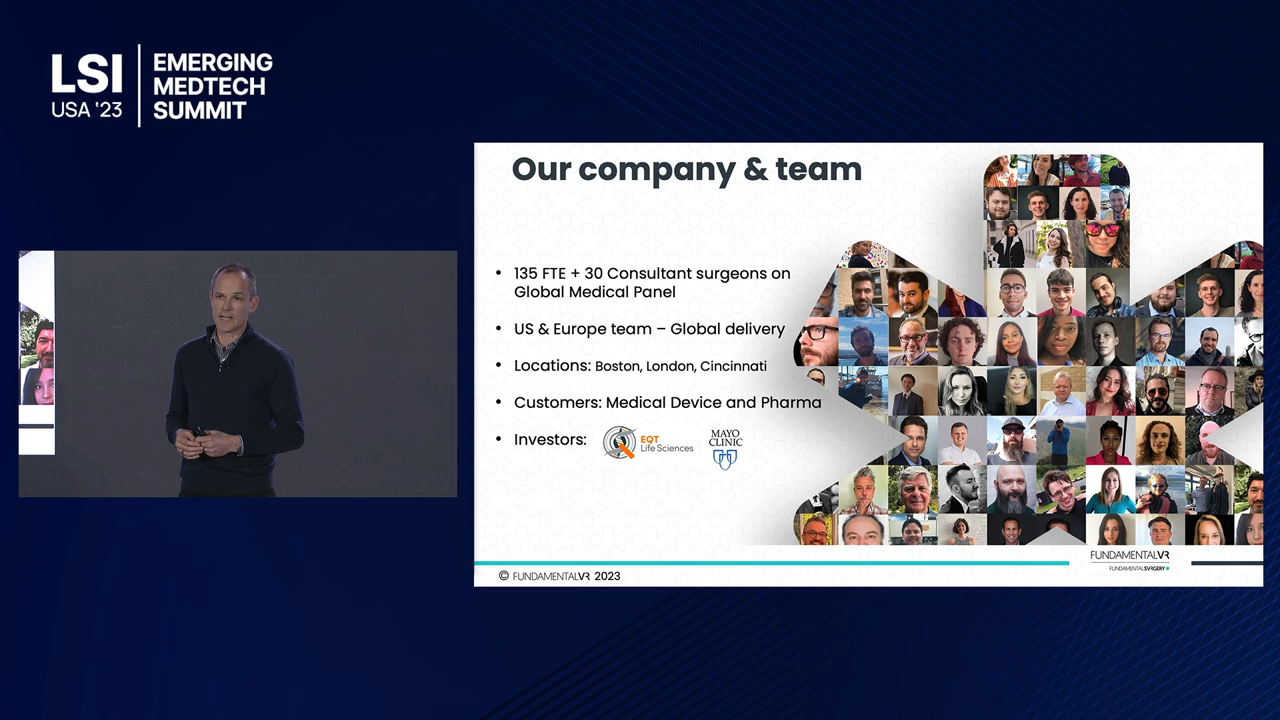 LSI
USA '23
EMERGING
MEDTECH
SUMMIT
Our company & team
• 135 FTE + 30 Consultant surgeons on
Global Medical Panel
• US & Europe team – Global delivery
• Locations: Boston, London, Cincinnati
• Customers: Medical Device and Pharma
• Investors:
EQT
Life Sciences
MAYO
CLINIC
FUNDAMENTALVR
FUNDAMENTALSVRGERY
© FUNDAMENTALVR 2023